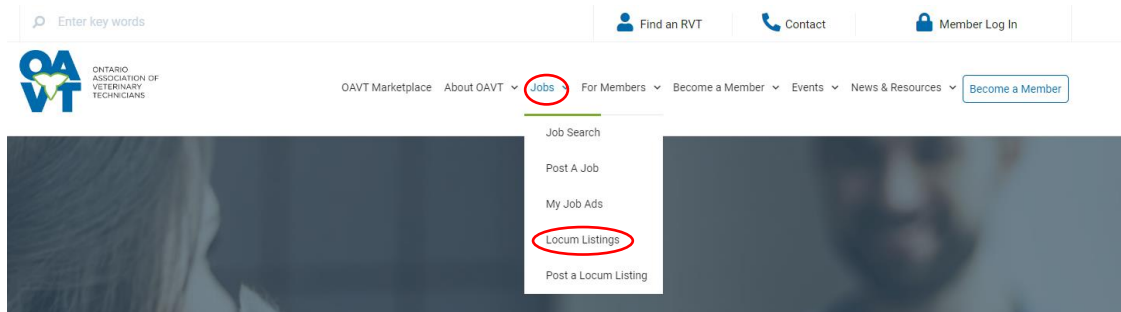 Enter key words
Find an RVT
Contact
Member Log In
OAVT
ONTARIO
ASSOCIATION OF
VETERINARY
TECHNICIANS
OAVT Marketplace About OAVT Jobs For Members Become a Member Events News & Resources Become a Member
Job Search
Post A Job
My Job Ads
Locum Listings
Post a Locum Listing